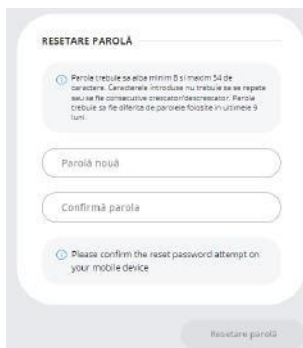 RESETARE PAROLĂ
Parola trebuie sa aiba minim 8 si maxim 54 de
caractere. Caracterele introduse nu trebuie sa se repete
sau sa fie consecutive crescator/descrescator. Parola
trebuie sa fie diferita de parolele folosite in ultimele 9
luni.
Parolă nouă
Confirmă parola
Please confirm the reset password attempt on
your mobile device
Resetare parolă